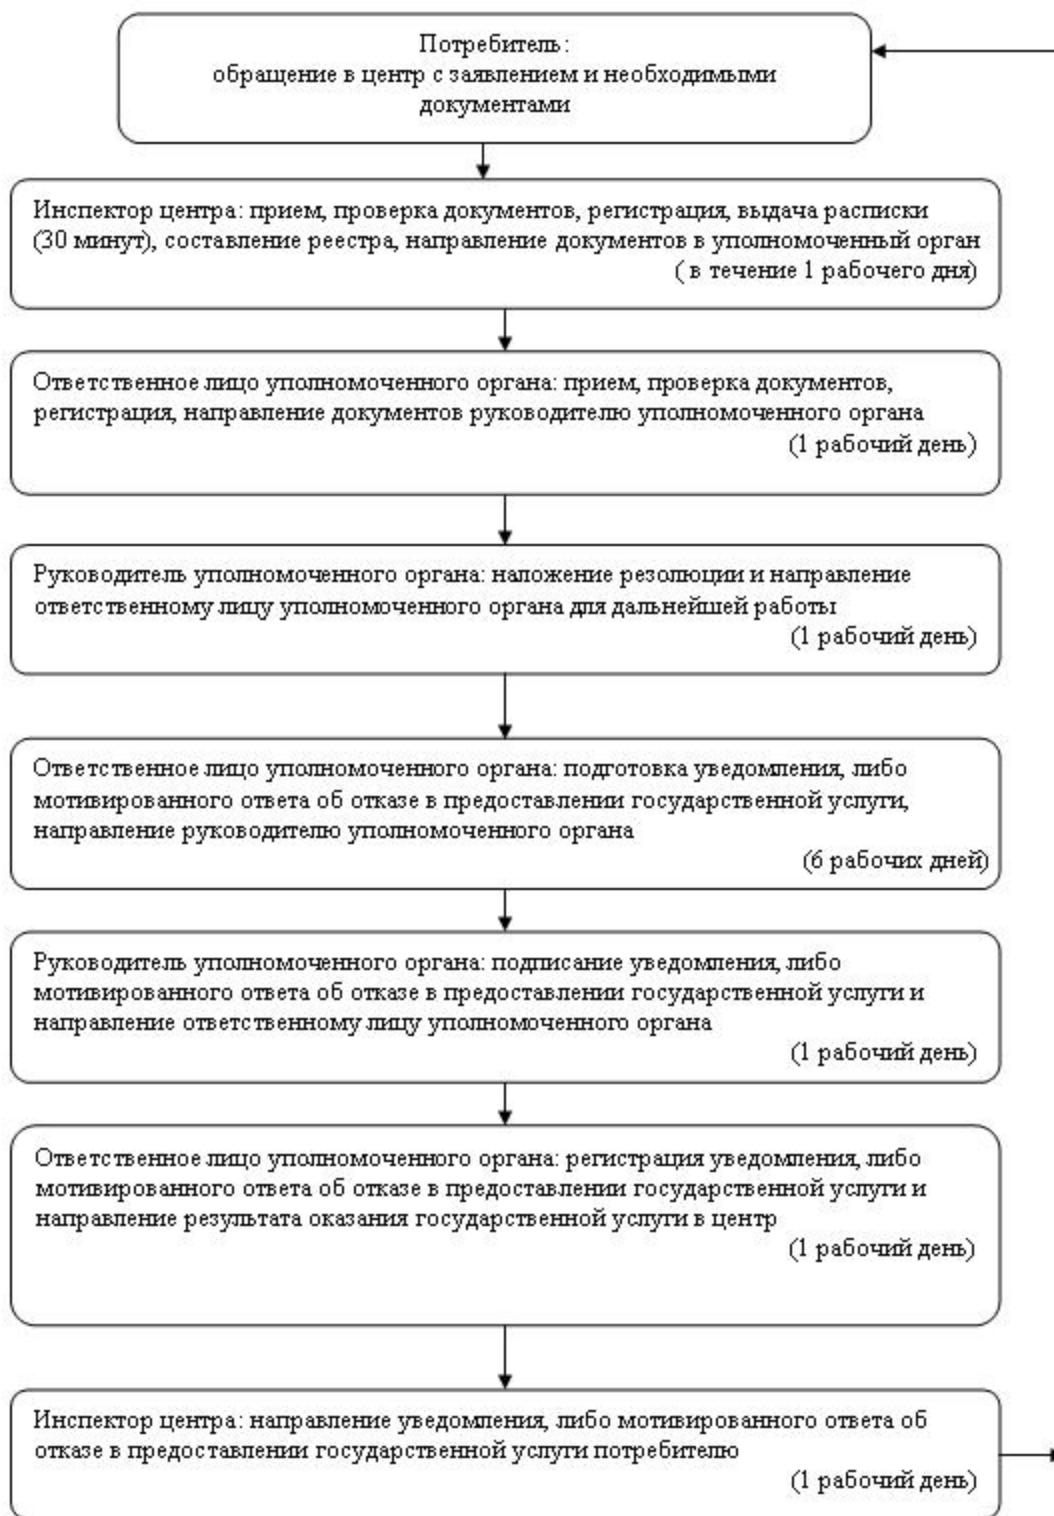 Потребитель:
обращение в центр с заявлением и необходимыми
документами
Инспектор центра: прием, проверка документов, регистрация, выдача расписки
(30 минут), составление реестра, направление документов в уполномоченный орган
( в течение 1 рабочего дня)
Ответственное лицо уполномоченного органа: прием, проверка документов,
регистрация, направление документов руководителю уполномоченного органа
(1 рабочий день)
Руководитель уполномоченного органа: наложение резолюции и направление
ответственному лицу уполномоченного органа для дальнейшей работы
(1 рабочий день)
Ответственное лицо уполномоченного органа: подготовка уведомления, либо
мотивированного ответа об отказе в предоставлении государственной услуги,
направление руководителю уполномоченного органа
(6 рабочих дней)
Руководитель уполномоченного органа: подписание уведомления, либо
мотивированного ответа об отказе в предоставлении государственной услуги и
направление ответственному лицу уполномоченного органа
(1 рабочий день)
Ответственное лицо уполномоченного органа: регистрация уведомления, либо
мотивированного ответа об отказе в предоставлении государственной услуги и
направление результата оказания государственной услуги в центр
(1 рабочий день)
Инспектор центра: направление уведомления, либо мотивированного ответа об
отказе в предоставлении государственной услуги потребителю
(1 рабочий день)